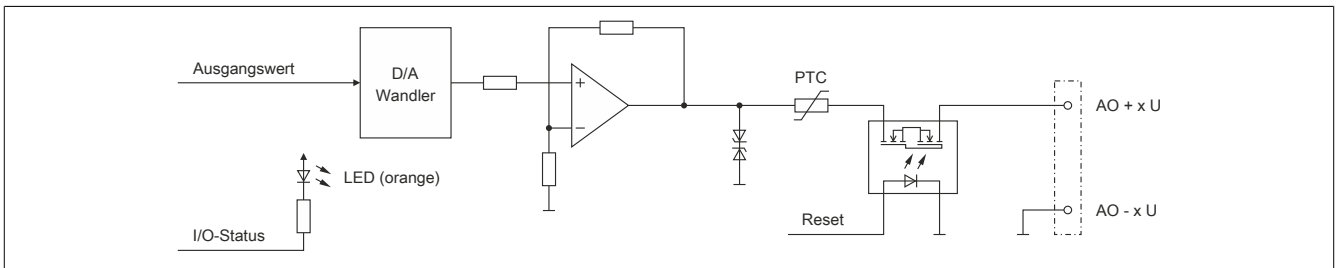 Ausgangswert
D/A
Wandler
+
−
PTC
AO + x U
LED (orange)
I/O-Status
Reset
AO - x U